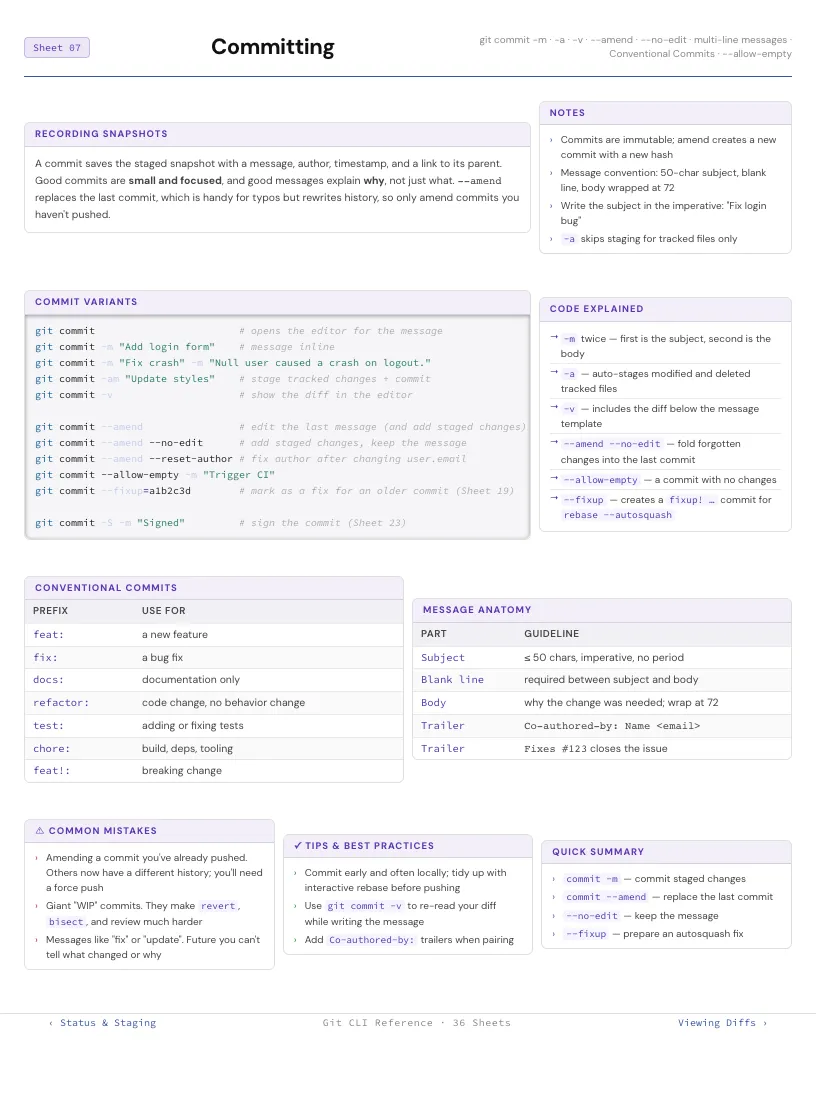 Sheet 07
Committing
git commit -m · -a · -v · --amend · --no-edit · multi-line messages ·
Conventional Commits · --allow-empty
RECORDING SNAPSHOTS
A commit saves the staged snapshot with a message, author, timestamp, and a link to its parent.
Good commits are small and focused, and good messages explain why, not just what. --amend
replaces the last commit, which is handy for typos but rewrites history, so only amend commits you
haven't pushed.
NOTES
› Commits are immutable; amend creates a new
commit with a new hash
› Message convention: 50-char subject, blank
line, body wrapped at 72
› Write the subject in the imperative: "Fix login
bug"
› -a skips staging for tracked files only
COMMIT VARIANTS
git commit # opens the editor for the message
git commit -m "Add login form" # message inline
git commit -m "Fix crash" -m "Null user caused a crash on logout."
git commit -am "Update styles" # stage tracked changes + commit
git commit -v # show the diff in the editor
git commit --amend # edit the last message (and add staged changes)
git commit --amend --no-edit # add staged changes, keep the message
git commit --amend --reset-author # fix author after changing user.email
git commit --allow-empty -m "Trigger CI"
git commit --fixup=a1b2c3d # mark as a fix for an older commit (Sheet 19)
git commit -S -m "Signed" # sign the commit (Sheet 23)
CODE EXPLAINED
→ -m twice — first is the subject, second is the
body
→ -a — auto-stages modified and deleted
tracked files
→ -v — includes the diff below the message
template
→ --amend --no-edit — fold forgotten
changes into the last commit
→ --allow-empty — a commit with no changes
→ --fixup — creates a fixup! … commit for
rebase --autosquash
CONVENTIONAL COMMITS
PREFIX USE FOR
feat: a new feature
fix: a bug fix
docs: documentation only
refactor: code change, no behavior change
test: adding or fixing tests
chore: build, deps, tooling
feat!: breaking change
MESSAGE ANATOMY
PART GUIDELINE
Subject ≤ 50 chars, imperative, no period
Blank line required between subject and body
Body why the change was needed; wrap at 72
Trailer Co-authored-by: Name <email>
Trailer Fixes #123 closes the issue
⚠ COMMON MISTAKES
› Amending a commit you've already pushed.
Others now have a different history; you'll need
a force push
› Giant "WIP" commits. They make revert,
bisect, and review much harder
› Messages like "fix" or "update". Future you can't
tell what changed or why
✓ TIPS & BEST PRACTICES
› Commit early and often locally; tidy up with
interactive rebase before pushing
› Use git commit -v to re-read your diff
while writing the message
› Add Co-authored-by: trailers when pairing
QUICK SUMMARY
› commit -m — commit staged changes
› commit --amend — replace the last commit
› --no-edit — keep the message
› --fixup — prepare an autosquash fix
‹ Status & Staging
Git CLI Reference · 36 Sheets
Viewing Diffs ›